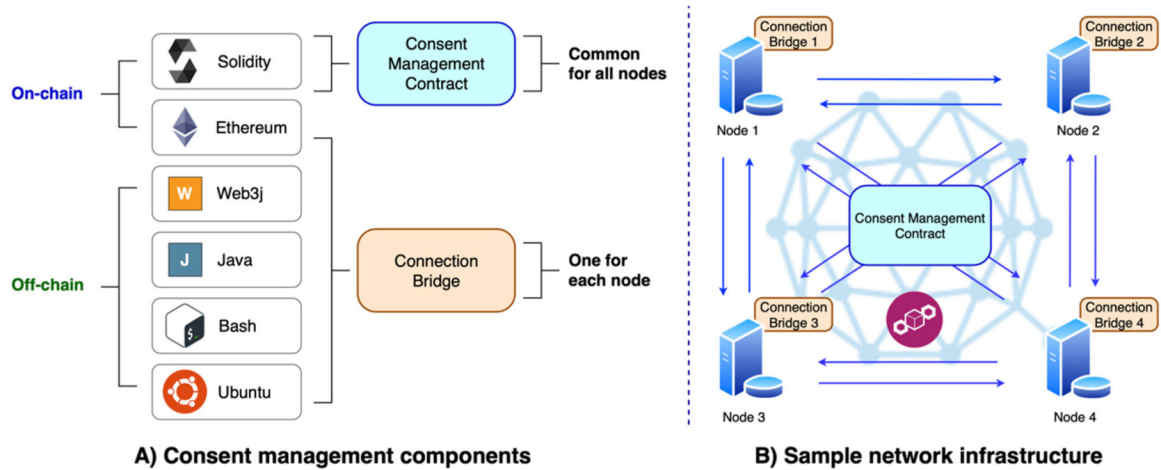 On-chain
Off-chain
Solidity
Ethereum
W
Web3j
J
Java
$
Bash
Ubuntu
Consent
Management
Contract
Connection
Bridge
Common
for all nodes
One for
each node
A) Consent management components
Connection
Bridge 1
Node 1
Connection
Bridge 2
Node 2
Consent Management
Contract
Connection
Bridge 3
Node 3
Connection
Bridge 4
Node 4
B) Sample network infrastructure